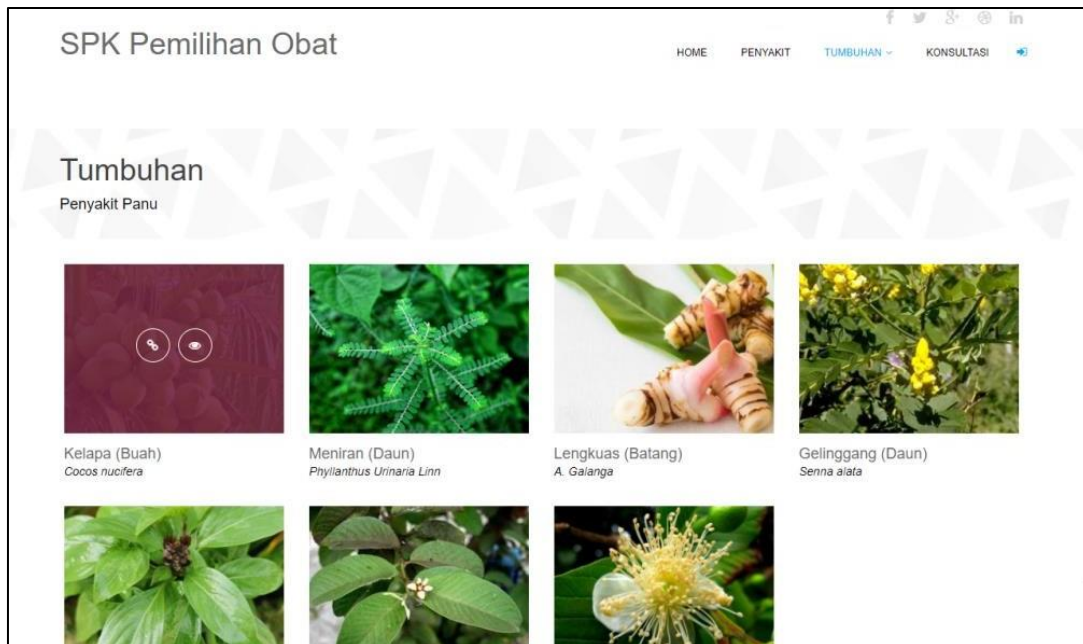 SPK Pemilihan Obat
HOME PENYAKIT TUMBUHAN KONSULTASI
Tumbuhan
Penyakit Panu
Kelapa (Buah)
Cocos nucifera
Meniran (Daun)
Phyllanthus Urinaria Linn
Lengkuas (Batang)
A. Galanga
Gelinggang (Daun)
Senna alata